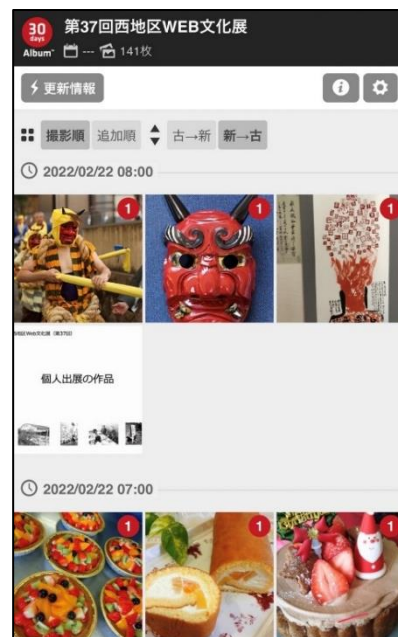 30
days
Album
第37回西地区WEB文化展
--- 141枚
更新情報
撮影順 追加順 古→新 新→古
2022/02/22 08:00
1 1 1
個人出展の作品
2022/02/22 07:00
1 1 1